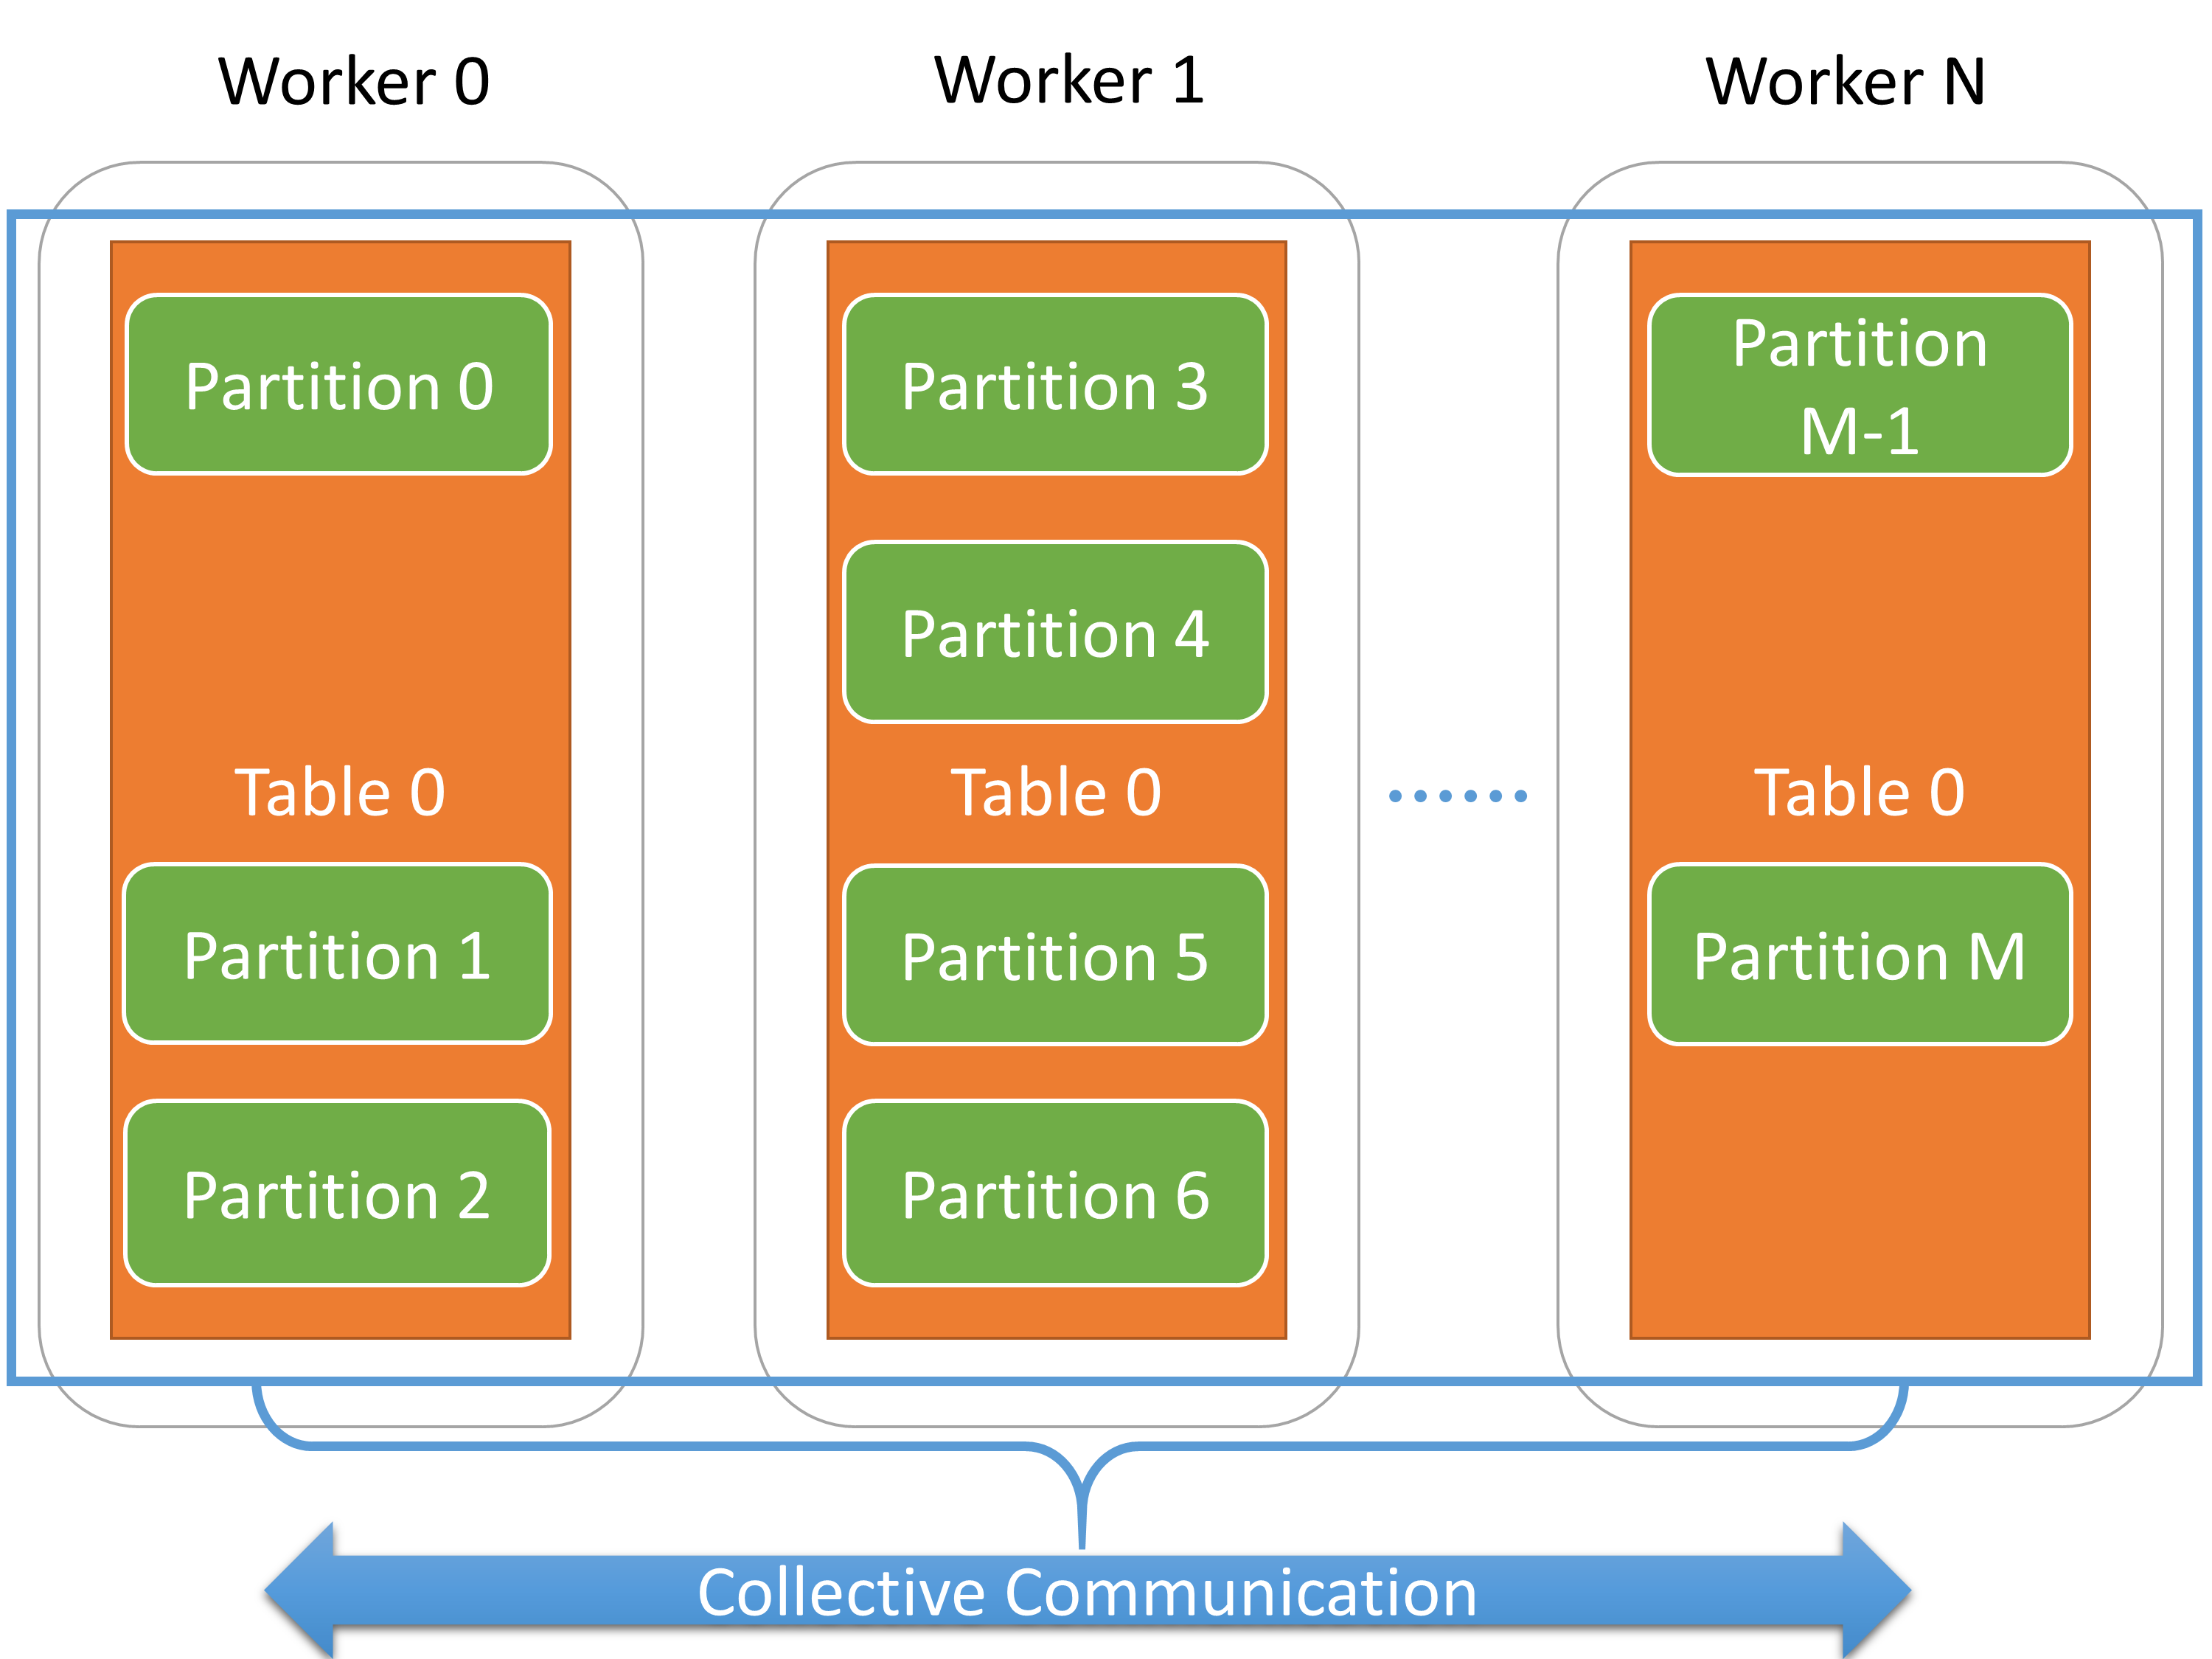 Worker 0
Worker 1
Worker N
Partition 0
Table 0
Partition 1
Partition 2
Partition 3
Partition 4
Table 0
Partition 5
Partition 6
Partition
M-1
Table 0
Partition M
Collective Communication